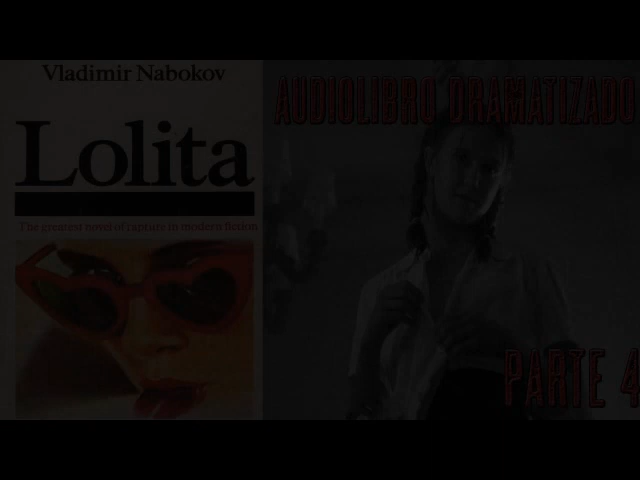 Vladimir Nabokov
Lolita
The greatest novel of rapture in modern fiction
AUDIOLIBRO DRAMATIZADO
PARTE 4